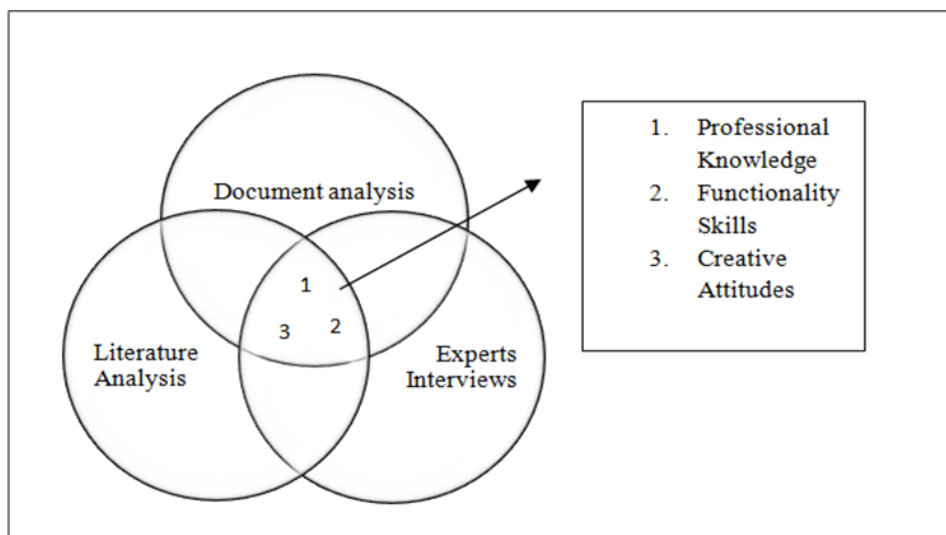 Document analysis
1
3
2
Literature
Analysis
Experts
Interviews
1. Professional
Knowledge
2. Functionality
Skills
3. Creative
Attitudes